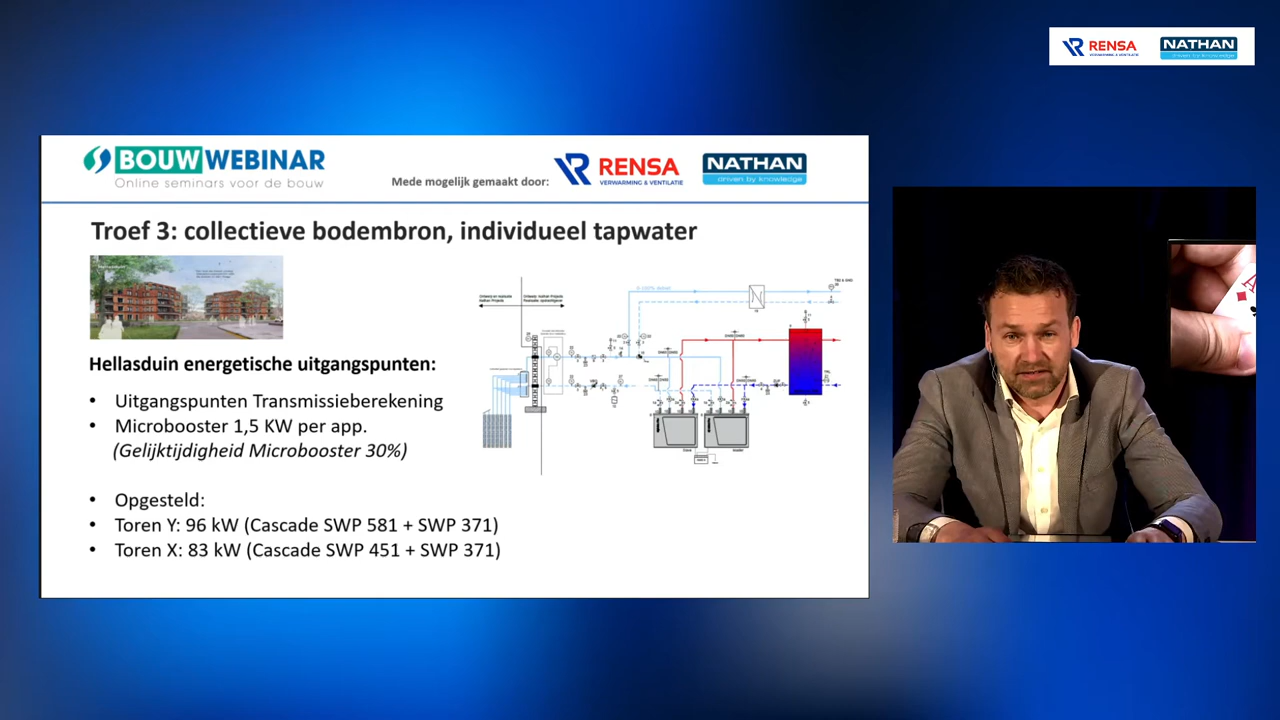 RENSA
VERWARMING & VENTILATIE
NATHAN
driven by knowledge
BOUWWEBINAR
Online seminars voor de bouw
Mede mogelijk gemaakt door:
RENSA
VERWARMING & VENTILATIE
NATHAN
driven by knowledge
Troef 3: collectieve bodembron, individueel tapwater
Hellasduin energetische uitgangspunten:
• Uitgangspunten Transmissieberekening
• Microbooster 1,5 KW per app.
(Gelijktijdigheid Microbooster 30%)
• Opgesteld:
• Toren Y: 96 kW (Cascade SWP 581 + SWP 371)
• Toren X: 83 kW (Cascade SWP 451 + SWP 371)